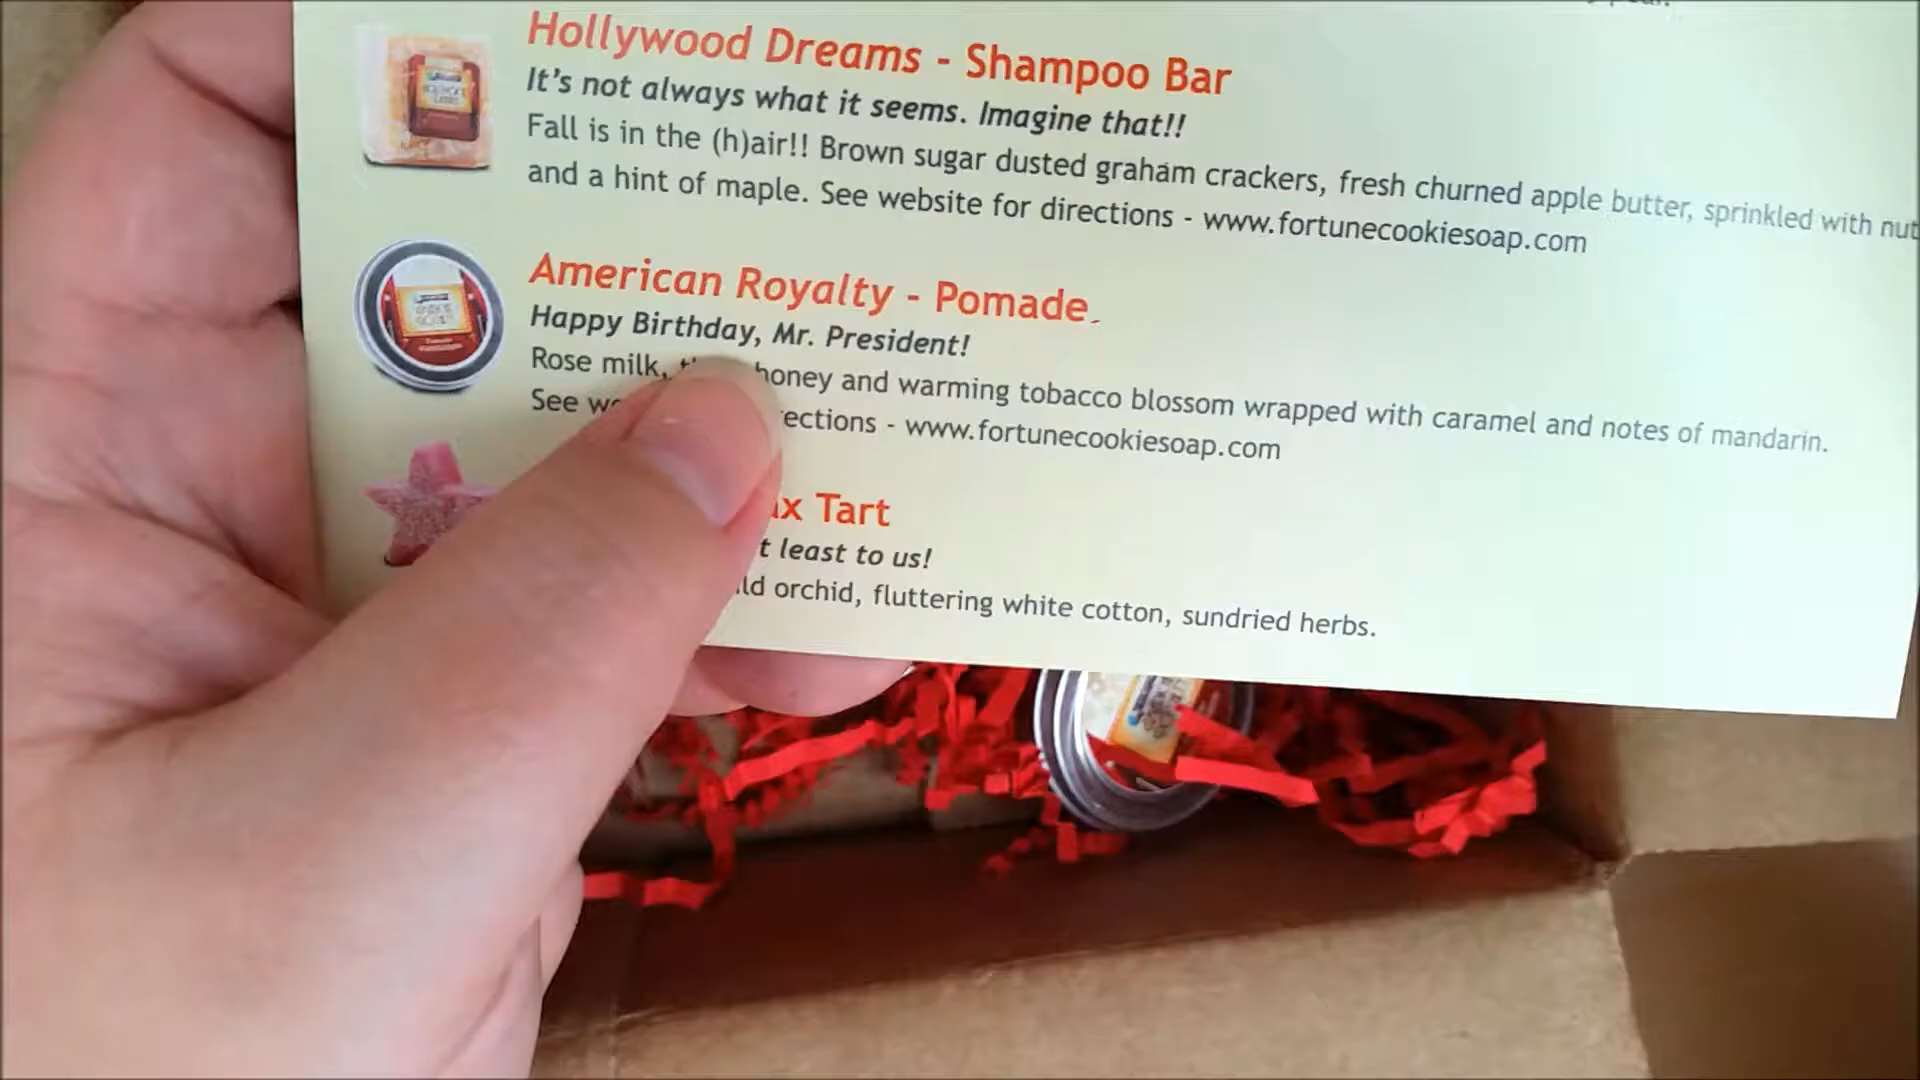 Hollywood Dreams - Shampoo Bar
It's not always what it seems. Imagine that!!
Fall is in the (h)air!! Brown sugar dusted graham crackers, fresh churned apple butter, sprinkled with
and a hint of maple. See website for directions - www.fortunecookiesoap.com
American Royalty - Pomade
Happy Birthday, Mr. President!
Rose milk, honey and warming tobacco blossom wrapped with caramel and notes of mandarin.
See - www.fortunecookiesoap.com
Tart
least to us!
orchid, fluttering white cotton, sundried herbs.